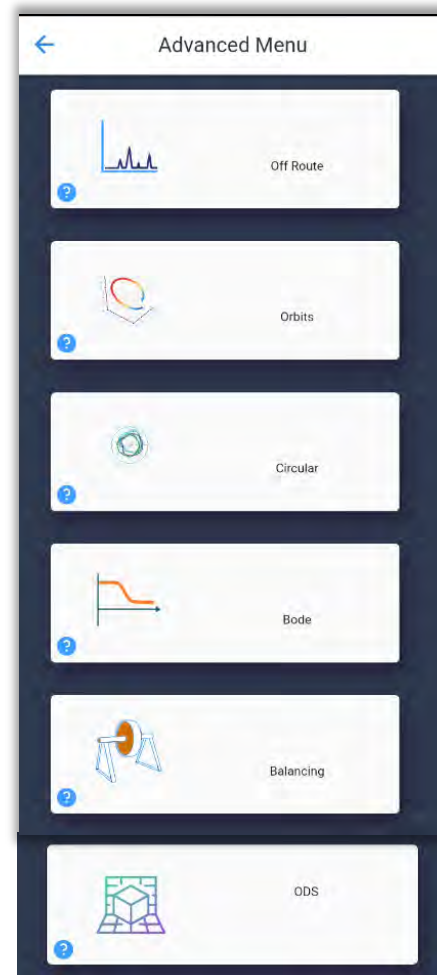 Advanced Menu
Off Route
?
Orbits
?
Circular
?
Bode
?
Balancing
?
ODS
?